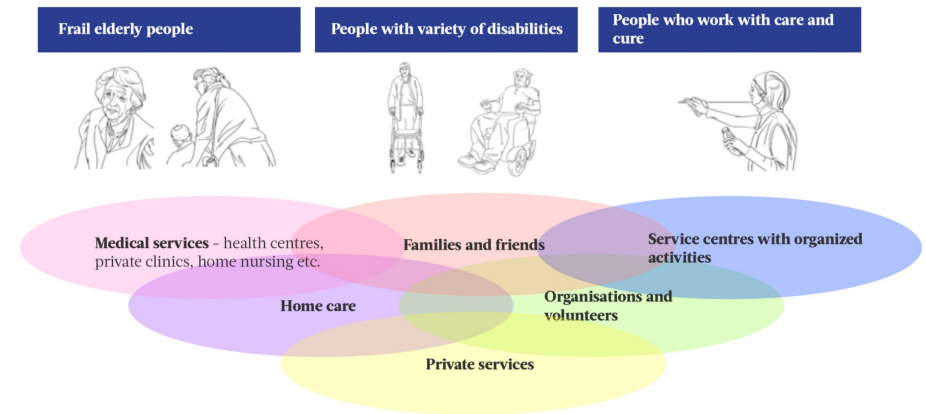 Frail elderly people
People with variety of disabilities
People who work with care and
cure
Medical services – health centres,
private clinics, home nursing etc.
Families and friends
Service centres with organized
activities
Home care
Organisations and
volunteers
Private services